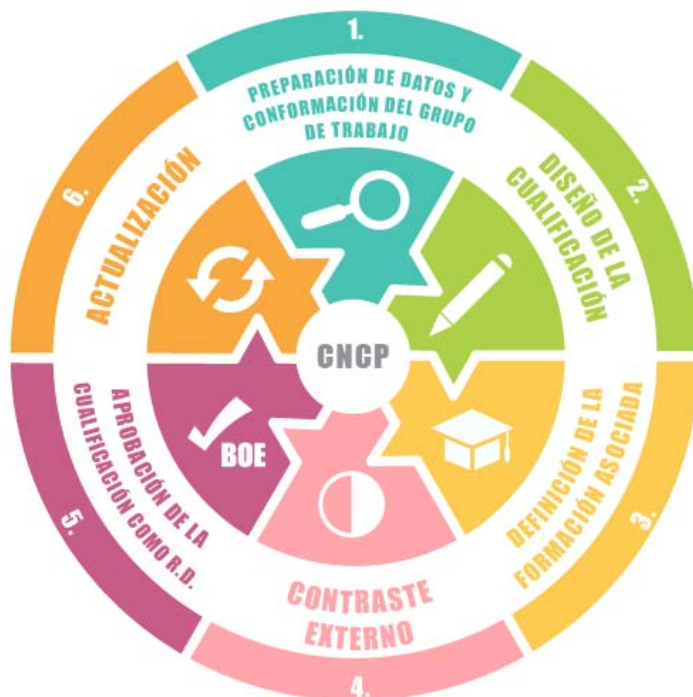 1.
PREPARACIÓN DE DATOS Y
CONFORMACIÓN DEL GRUPO
DE TRABAJO
2.
DISEÑO DE LA
CUALIFICACIÓN
3.
DEFINICIÓN DE LA
FORMACIÓN ASOCIADA
4.
CONTRASTE
EXTERNO
5.
APROBACIÓN DE LA
CUALIFICACIÓN COMO R.D.
BOE
6.
ACTUALIZACIÓN
CNCP